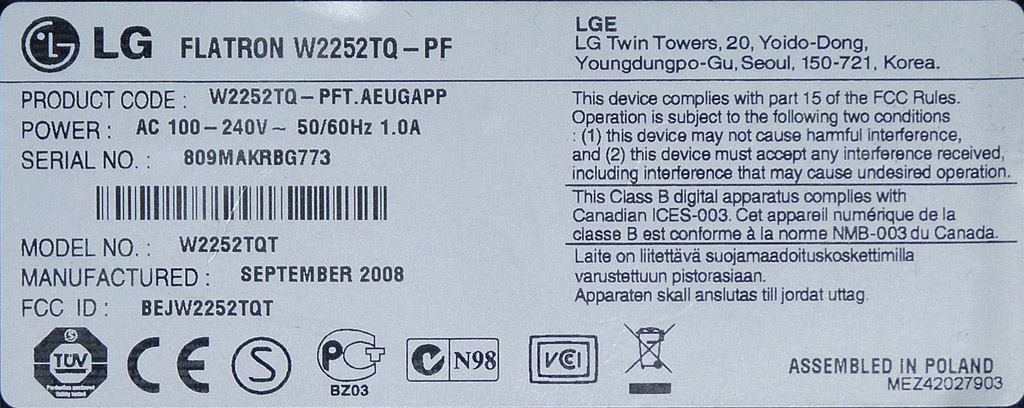 LG FLATRON W2252TQ-PF
LGE
LG Twin Towers, 20, Yoido-Dong,
Youngdungpo-Gu, Seoul, 150-721, Korea.
PRODUCT CODE : W2252TQ-PFT.AEUGAPP
POWER : AC 100-240V~ 50/60Hz 1.0A
SERIAL NO. : 809MAKRBG773
MODEL NO. : W2252TQT
MANUFACTURED : SEPTEMBER 2008
FCC ID : BEJW2252TQT
This device complies with part 15 of the FCC Rules.
Operation is subject to the following two conditions
: (1) this device may not cause harmful interference,
and (2) this device must accept any interference received,
including interference that may cause undesired operation.
This Class B digital apparatus complies with
Canadian ICES-003. Cet appareil numérique de la
classe B est conforme à la norme NMB-003 du Canada.
Laite on liitettävä suojamaadoituskoskettimilla
varustettuun pistorasiaan.
Apparaten skall anslutas till jordat uttag.
TÜV
CE
S
PCT
BZ03
N98
VCI
ASSEMBLED IN POLAND
MEZ42027903